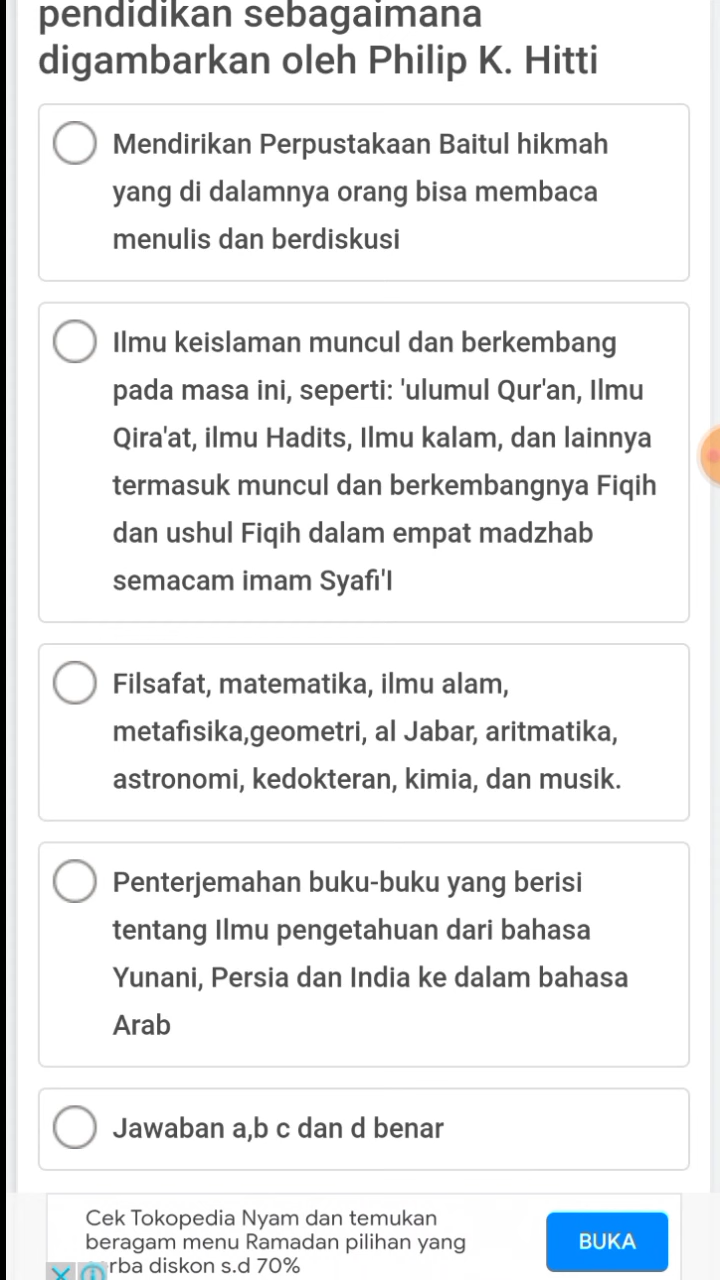 pendidikan sebagaimana
digambarkan oleh Philip K. Hitti
Mendirikan Perpustakaan Baitul hikmah
yang di dalamnya orang bisa membaca
menulis dan berdiskusi
Ilmu keislaman muncul dan berkembang
pada masa ini, seperti: 'ulumul Qur'an, Ilmu
Qira'at, ilmu Hadits, Ilmu kalam, dan lainnya
termasuk muncul dan berkembangnya Fiqih
dan ushul Fiqih dalam empat madzhab
semacam imam Syafi'I
Filsafat, matematika, ilmu alam,
metafisika,geometri, al Jabar, aritmatika,
astronomi, kedokteran, kimia, dan musik.
Penterjemahan buku-buku yang berisi
tentang Ilmu pengetahuan dari bahasa
Yunani, Persia dan India ke dalam bahasa
Arab
Jawaban a,b c dan d benar
Cek Tokopedia Nyam dan temukan
beragam menu Ramadan pilihan yang
diskon s.d 70%
BUKA